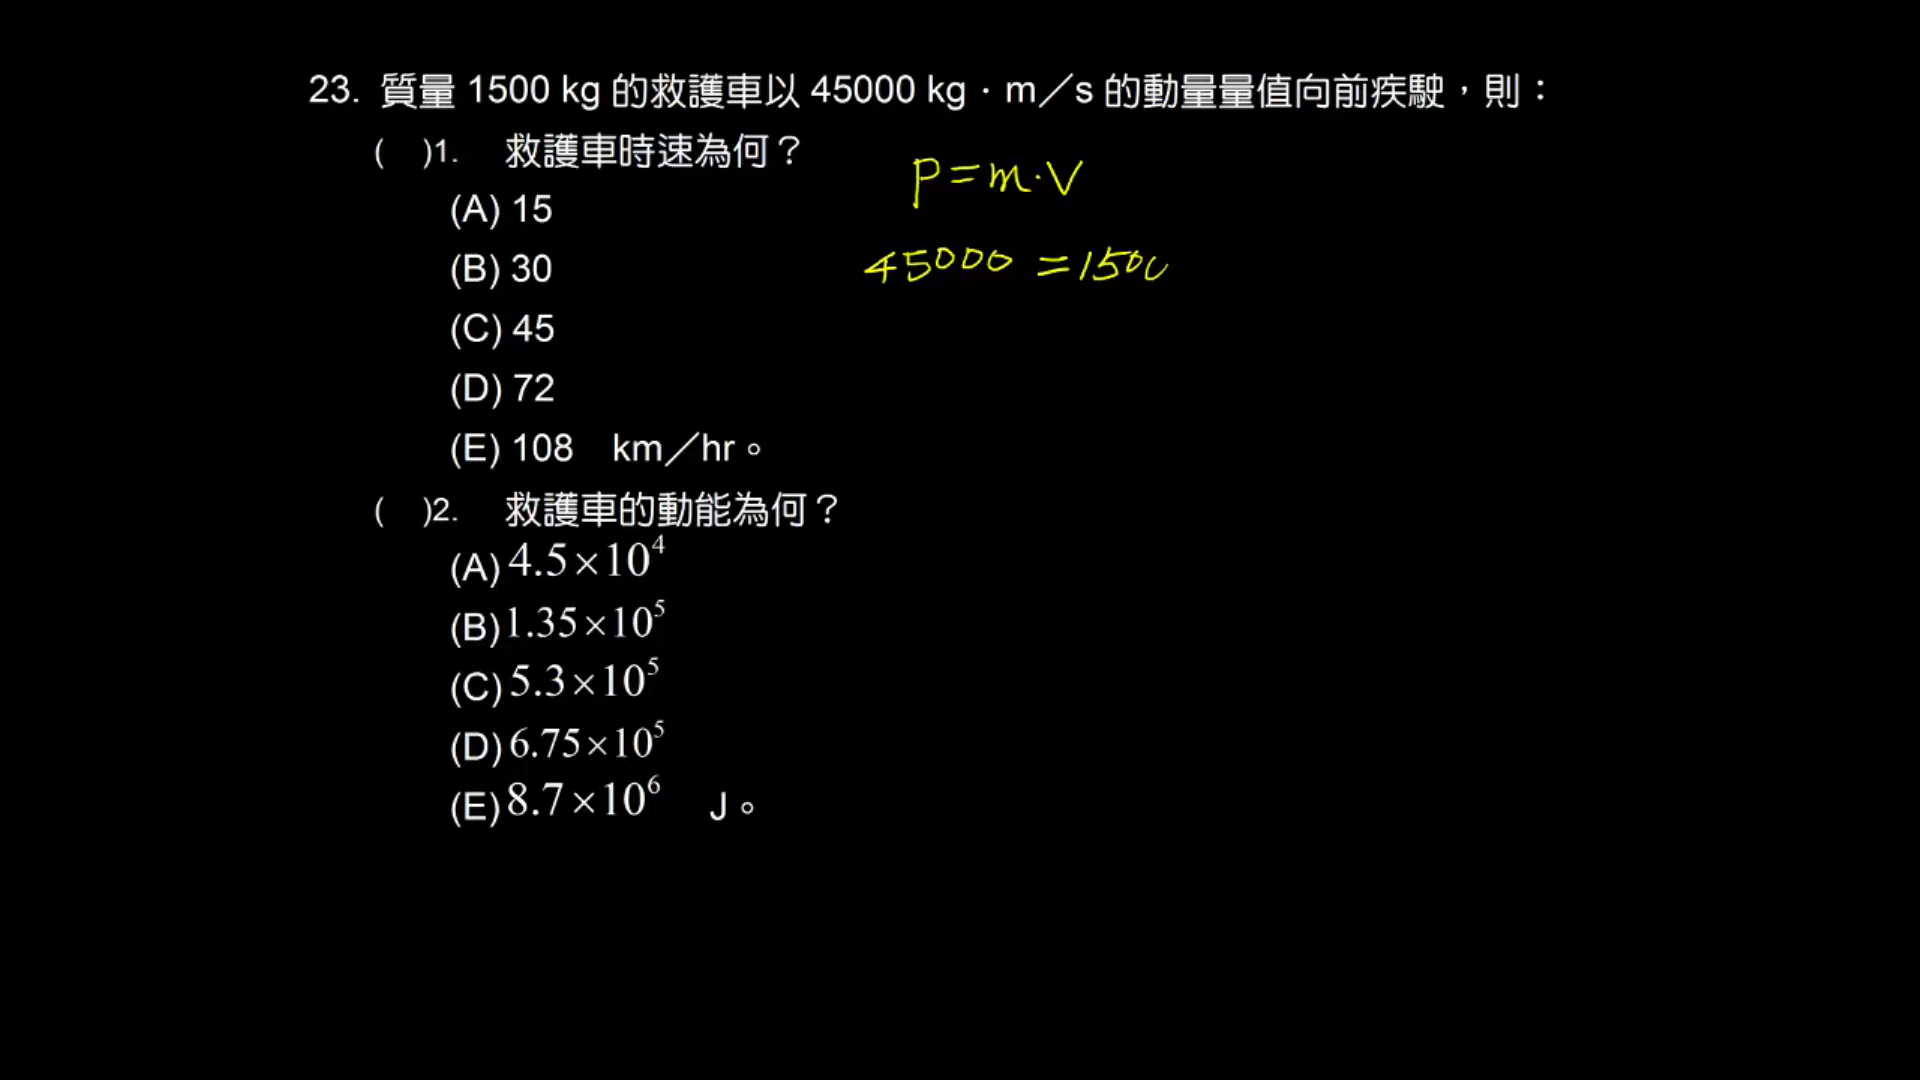 23. 質量 1500 kg 的救護車以 45000 kg．m／s 的動量量值向前疾駛，則：
(　)1.　救護車時速為何？
P=m·V
(A) 15
45000 =1500
(B) 30
(C) 45
(D) 72
(E) 108　km／hr。
(　)2.　救護車的動能為何？
(A) 4.5×10⁴
(B) 1.35×10⁵
(C) 5.3×10⁵
(D) 6.75×10⁵
(E) 8.7×10⁶　J。